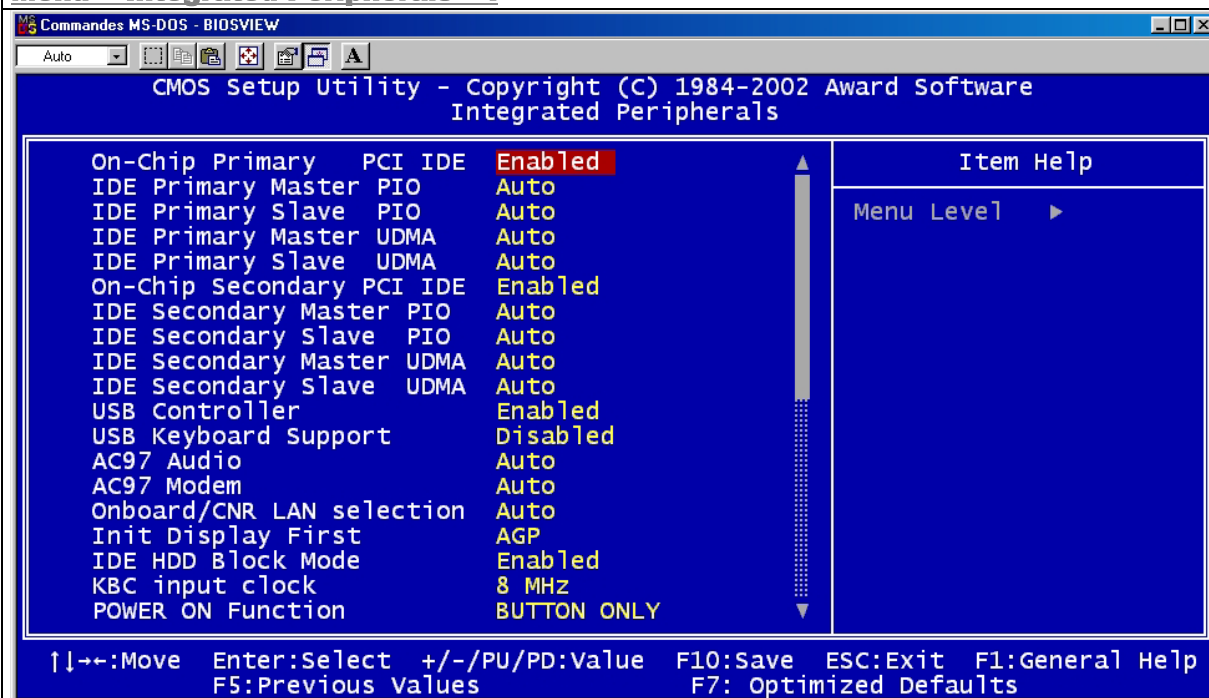 Menu « Integrated Peripherals » :
Commandes MS-DOS - BIOSVIEW
Auto A
CMOS Setup Utility - Copyright (C) 1984-2002 Award Software
Integrated Peripherals
On-Chip Primary PCI IDE Enabled
Item Help
IDE Primary Master PIO Auto
IDE Primary Slave PIO Auto
Menu Level ▶
IDE Primary Master UDMA Auto
IDE Primary Slave UDMA Auto
On-Chip Secondary PCI IDE Enabled
IDE Secondary Master PIO Auto
IDE Secondary Slave PIO Auto
IDE Secondary Master UDMA Auto
IDE Secondary Slave UDMA Auto
USB Controller Enabled
USB Keyboard Support Disabled
AC97 Audio Auto
AC97 Modem Auto
Onboard/CNR LAN selection Auto
Init Display First AGP
IDE HDD Block Mode Enabled
KBC input clock 8 MHz
POWER ON Function BUTTON ONLY
↑↓→←:Move Enter:Select +/-/PU/PD:Value F10:Save ESC:Exit F1:General Help
F5:Previous Values F7: Optimized Defaults